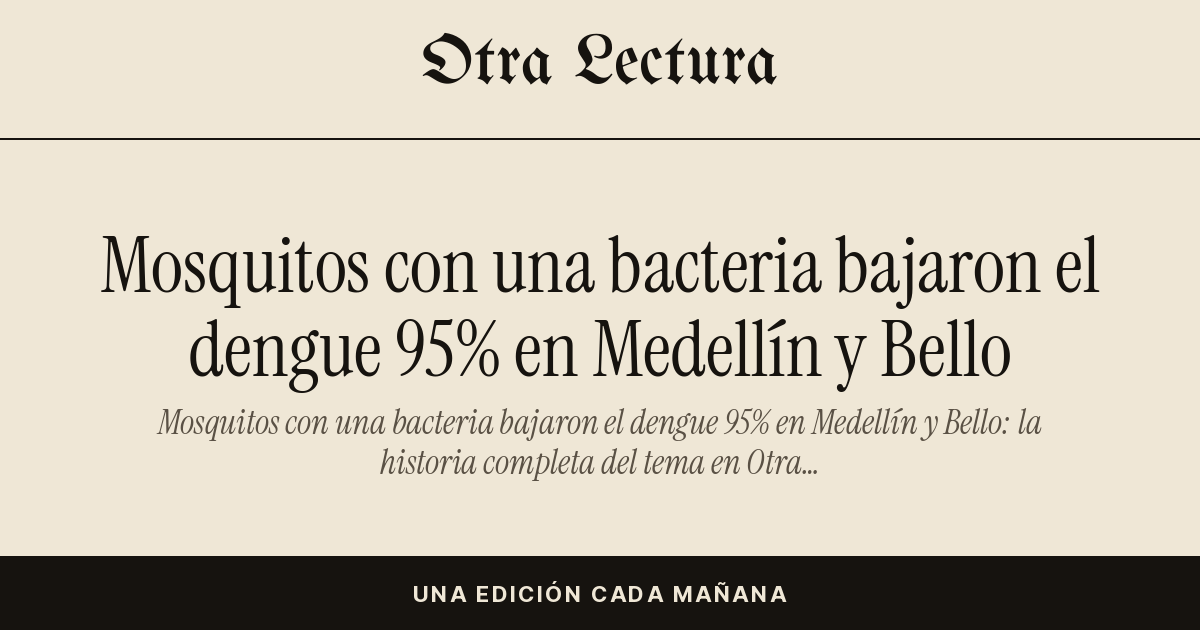 Otra Lectura
Mosquitos con una bacteria bajaron el
dengue 95% en Medellín y Bello
Mosquitos con una bacteria bajaron el dengue 95% en Medellín y Bello: la
historia completa del tema en Otra...
UNA EDICIÓN CADA MAÑANA